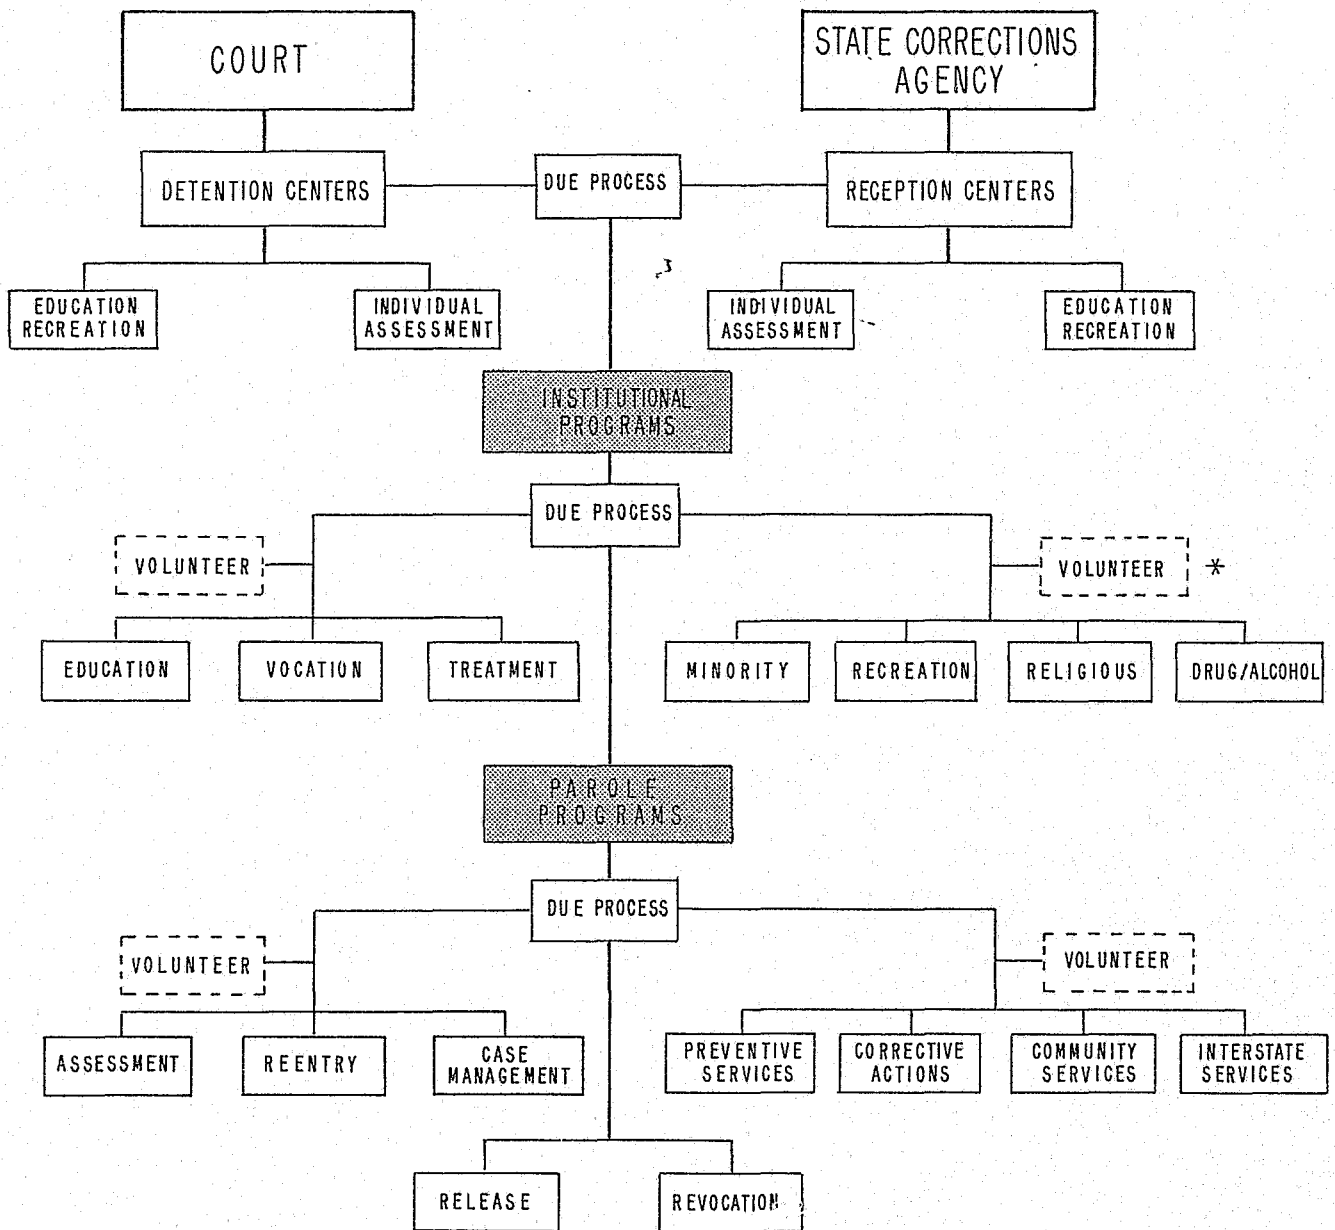 COURT
STATE CORRECTIONS
AGENCY
DETENTION CENTERS
DUE PROCESS
RECEPTION CENTERS
EDUCATION
RECREATION
INDIVIDUAL
ASSESSMENT
INDIVIDUAL
ASSESSMENT
EDUCATION
RECREATION
INSTITUTIONAL
PROGRAMS
DUE PROCESS
VOLUNTEER
VOLUNTEER *
EDUCATION
VOCATION
TREATMENT
MINORITY
RECREATION
RELIGIOUS
DRUG/ALCOHOL
PAROLE
PROGRAMS
DUE PROCESS
VOLUNTEER
VOLUNTEER
ASSESSMENT
REENTRY
CASE
MANAGEMENT
PREVENTIVE
SERVICES
CORRECTIVE
ACTIONS
COMMUNITY
SERVICES
INTERSTATE
SERVICES
RELEASE
REVOCATION